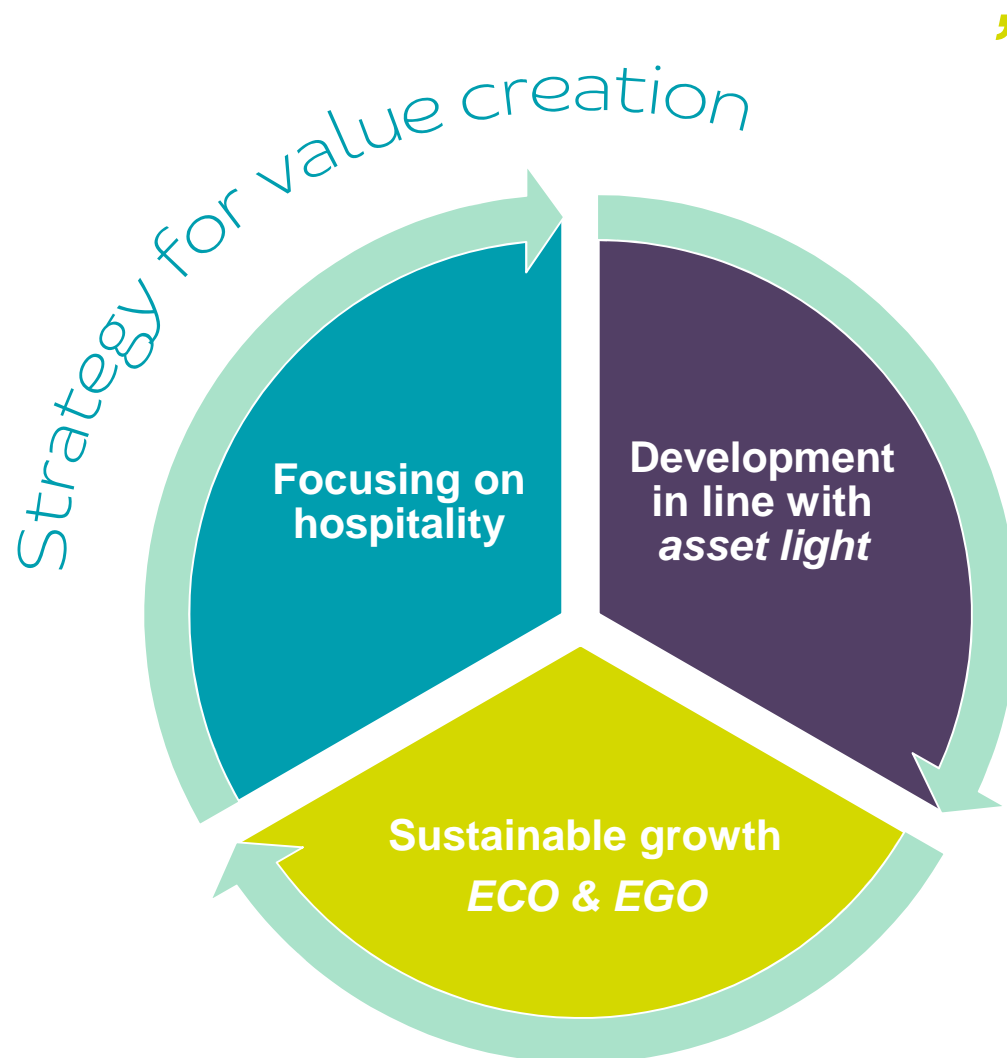 ’
Strategy for value creation
Focusing on
hospitality
Development
in line with
asset light
Sustainable growth
ECO & EGO